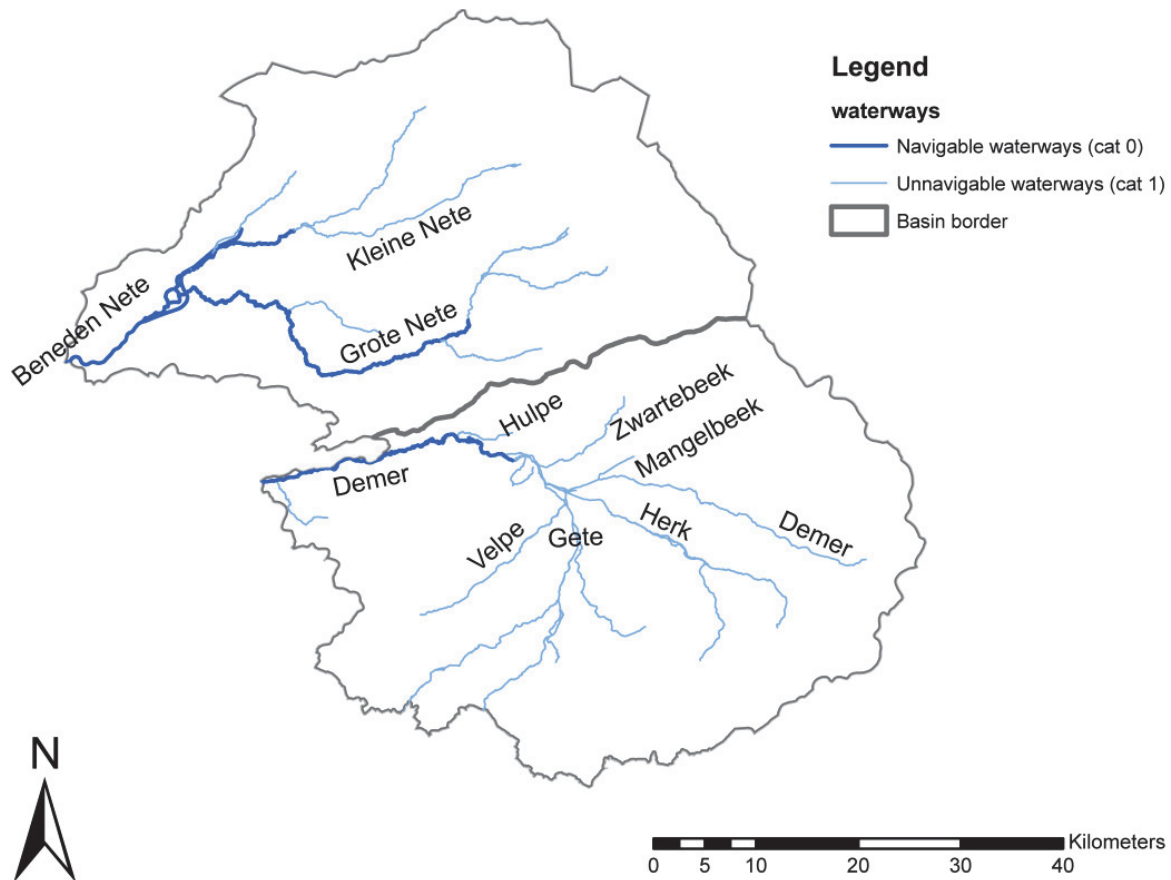 Legend
waterways
Navigable waterways (cat 0)
Unnavigable waterways (cat 1)
Basin border
Kleine Nete
Beneden Nete
Grote Nete
Hulpe
Zwartebeek
Mangelbeek
Demer
Velpe
Gete
Herk
Demer
N
Kilometers
0 5 10 20 30 40